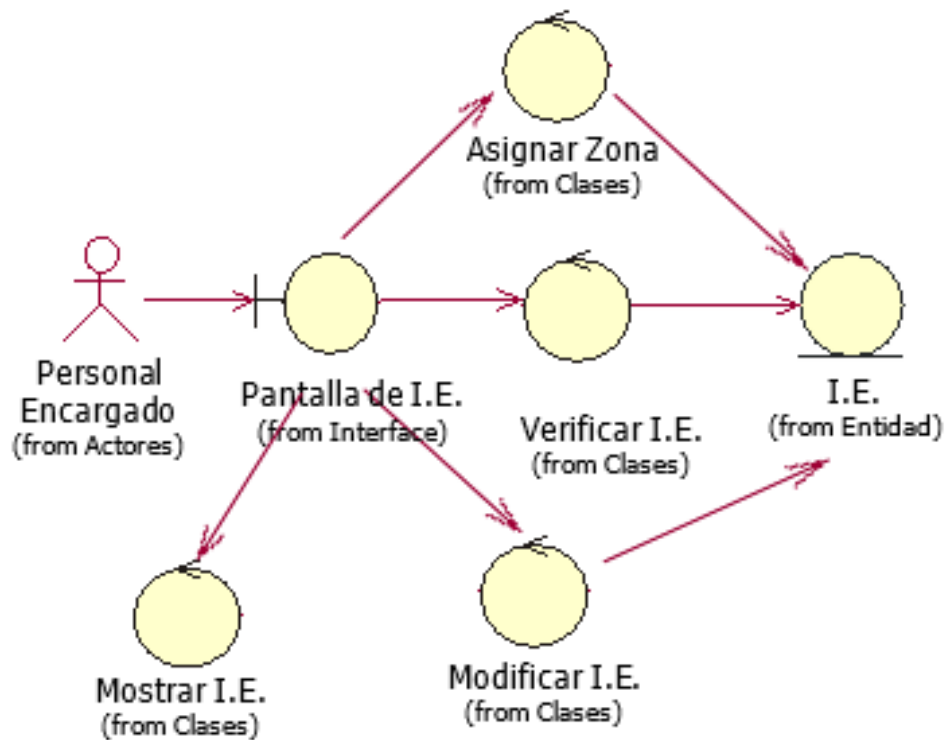 Asignar Zona
(from Clases)
Personal
Encargado
(from Actores)
Pantalla de I.E.
(from Interface)
Verificar I.E.
(from Clases)
I.E.
(from Entidad)
Mostrar I.E.
(from Clases)
Modificar I.E.
(from Clases)